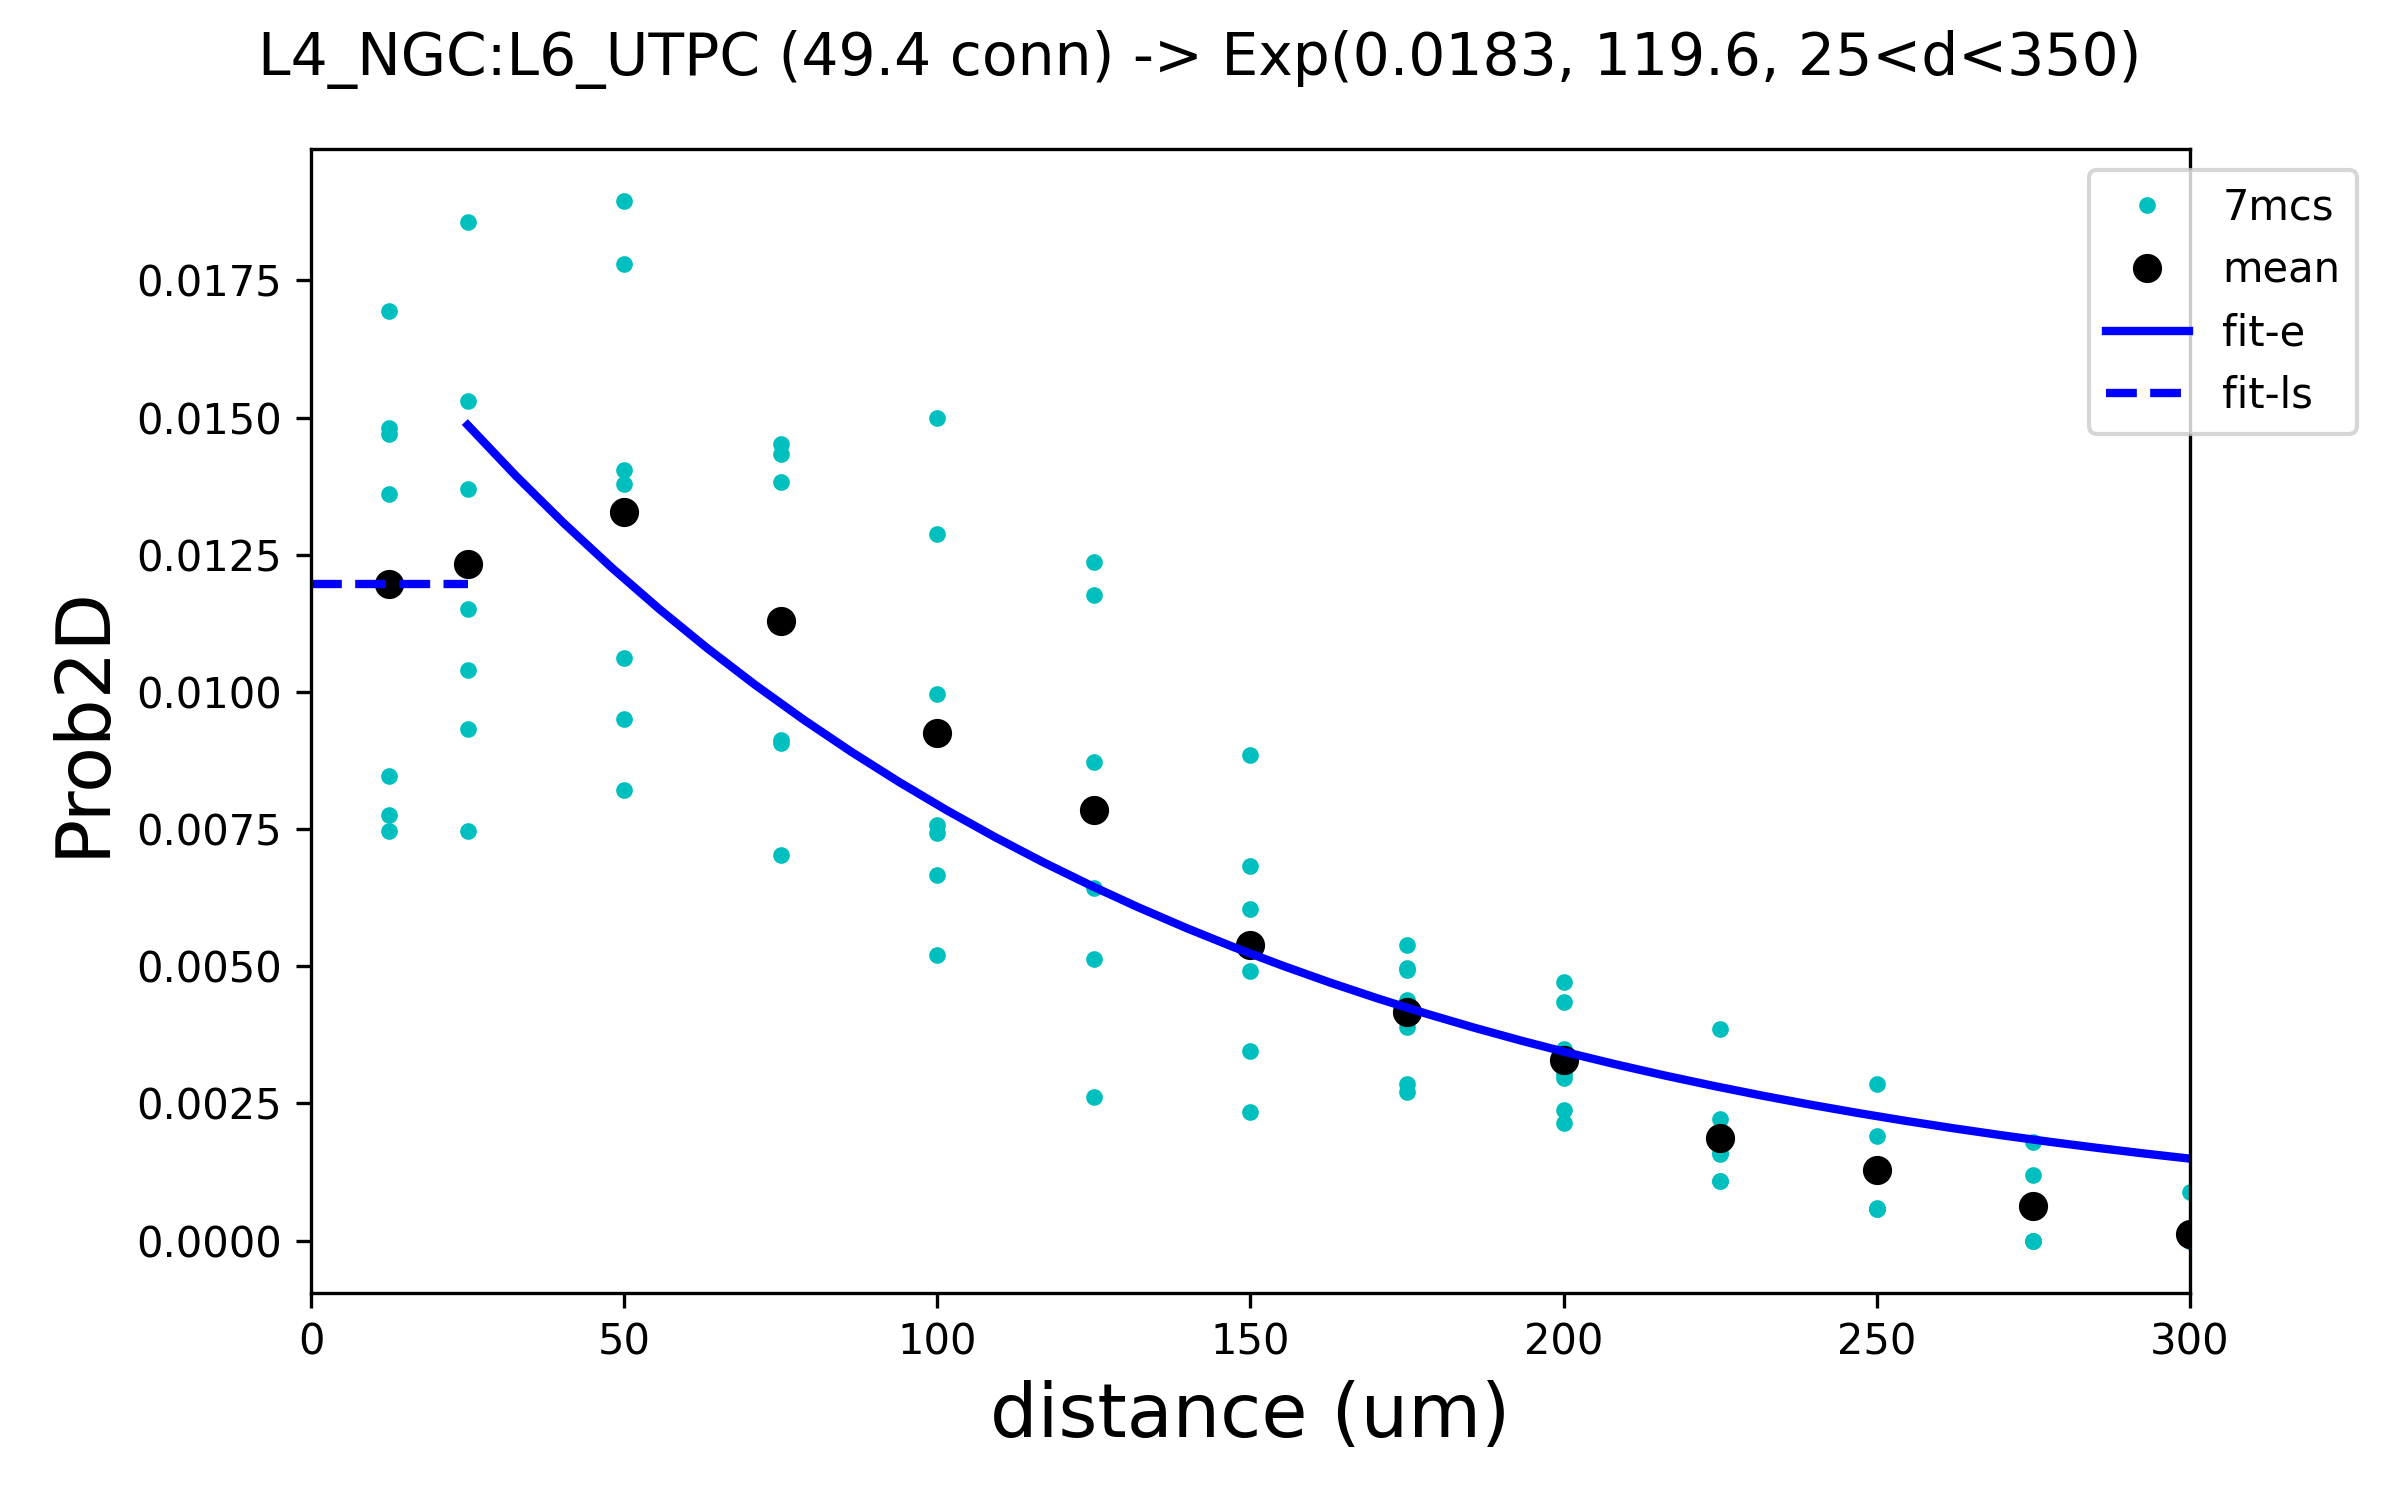 L4_NGC:L6_UTPC (49.4 conn) -> Exp(0.0183, 119.6, 25<d<350)
7mcs
mean
fit-e
fit-ls
Prob2D
0.0175
0.0150
0.0125
0.0100
0.0075
0.0050
0.0025
0.0000
0 50 100 150 200 250 300
distance (um)